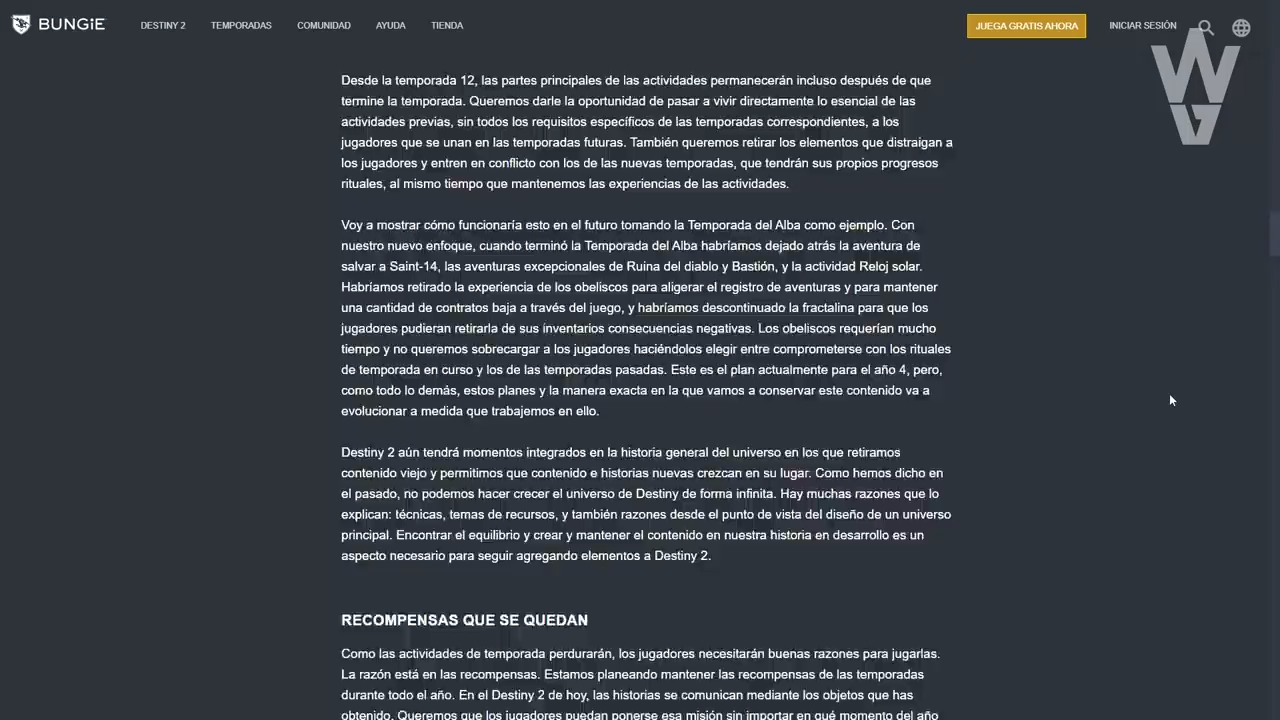 BUNGiE
DESTINY 2
TEMPORADAS
COMUNIDAD
AYUDA
TIENDA
JUEGA GRATIS AHORA
INICIAR SESIÓN
WG
Desde la temporada 12, las partes principales de las actividades permanecerán incluso después de que
termine la temporada. Queremos darle la oportunidad de pasar a vivir directamente lo esencial de las
actividades previas, sin todos los requisitos específicos de las temporadas correspondientes, a los
jugadores que se unan en las temporadas futuras. También queremos retirar los elementos que distraigan a
los jugadores y entren en conflicto con los de las nuevas temporadas, que tendrán sus propios progresos
rituales, al mismo tiempo que mantenemos las experiencias de las actividades.
Voy a mostrar cómo funcionaría esto en el futuro tomando la Temporada del Alba como ejemplo. Con
nuestro nuevo enfoque, cuando terminó la Temporada del Alba habríamos dejado atrás la aventura de
salvar a Saint-14, las aventuras excepcionales de Ruina del diablo y Bastión, y la actividad Reloj solar.
Habríamos retirado la experiencia de los obeliscos para aligerar el registro de aventuras y para mantener
una cantidad de contratos baja a través del juego, y habríamos descontinuado la fractalina para que los
jugadores pudieran retirarla de sus inventarios consecuencias negativas. Los obeliscos requerían mucho
tiempo y no queremos sobrecargar a los jugadores haciéndolos elegir entre comprometerse con los rituales
de temporada en curso y los de las temporadas pasadas. Este es el plan actualmente para el año 4, pero,
como todo lo demás, estos planes y la manera exacta en la que vamos a conservar este contenido va a
evolucionar a medida que trabajemos en ello.
Destiny 2 aún tendrá momentos integrados en la historia general del universo en los que retiramos
contenido viejo y permitimos que contenido e historias nuevas crezcan en su lugar. Como hemos dicho en
el pasado, no podemos hacer crecer el universo de Destiny de forma infinita. Hay muchas razones que lo
explican: técnicas, temas de recursos, y también razones desde el punto de vista del diseño de un universo
principal. Encontrar el equilibrio y crear y mantener el contenido en nuestra historia en desarrollo es un
aspecto necesario para seguir agregando elementos a Destiny 2.
RECOMPENSAS QUE SE QUEDAN
Como las actividades de temporada perdurarán, los jugadores necesitarán buenas razones para jugarlas.
La razón está en las recompensas. Estamos planeando mantener las recompensas de las temporadas
durante todo el año. En el Destiny 2 de hoy, las historias se comunican mediante los objetos que has
obtenido. Queremos que los jugadores puedan ponerse esa misión sin importar en qué momento del año